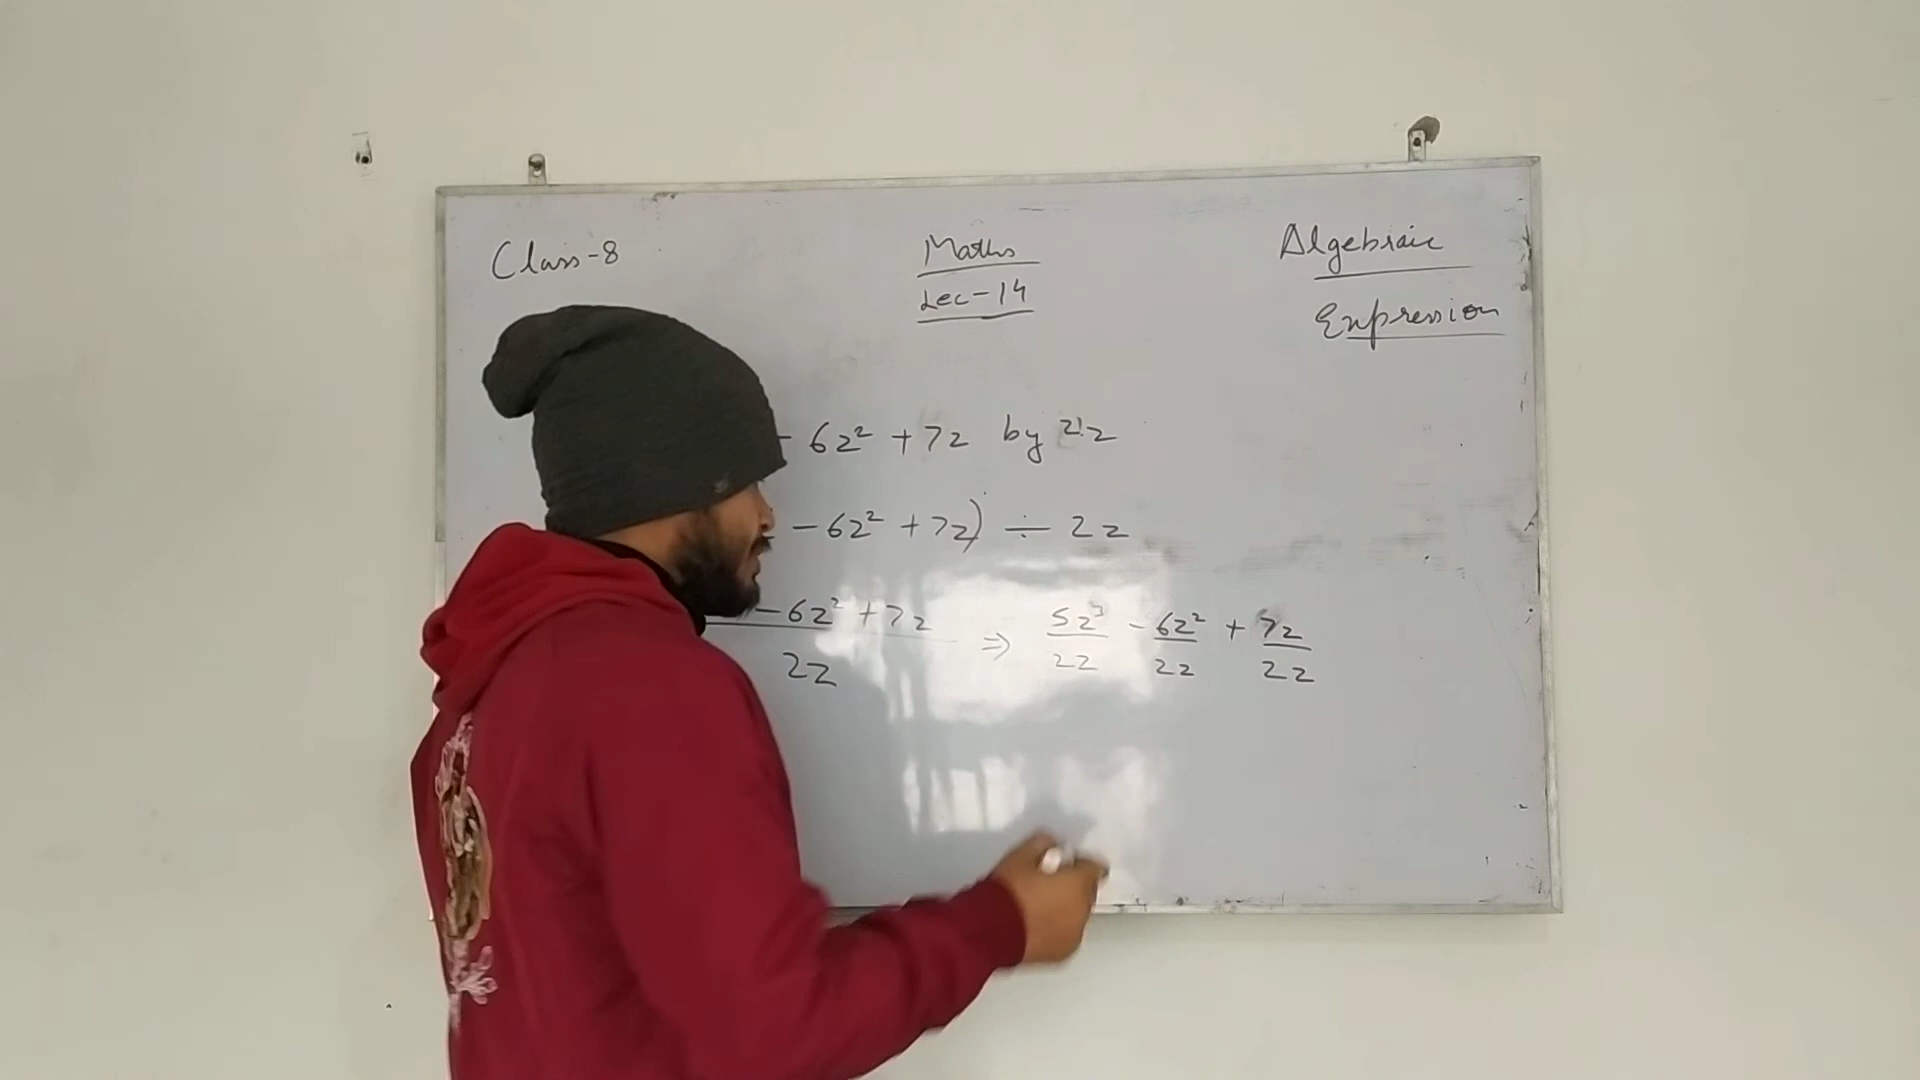 Class-8 Maths Algebraic
Lec-14 Expression
- 6z² + 7z by 2z
- 6z² + 7z) ÷ 2z
- 6z² + 7z ⇒ 5z³ - 6z² + 7z
2z 2z 2z 2z